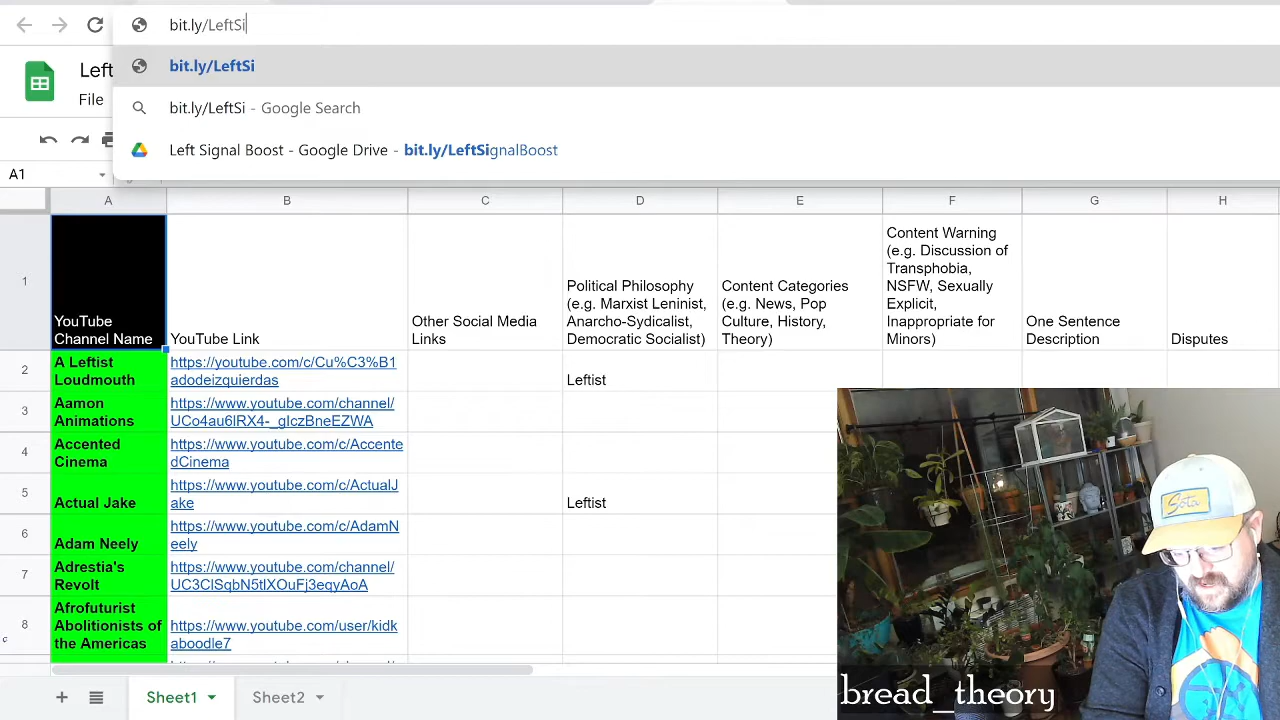 bit.ly/LeftSi
bit.ly/LeftSi
bit.ly/LeftSi - Google Search
Left Signal Boost - Google Drive - bit.ly/LeftSignalBoost
Left
File
A1
A B C D E F G H
1
YouTube
Channel Name
YouTube Link
Other Social Media
Links
Political Philosophy
(e.g. Marxist Leninist,
Anarcho-Sydicalist,
Democratic Socialist)
Content Categories
(e.g. News, Pop
Culture, History,
Theory)
Content Warning
(e.g. Discussion of
Transphobia,
NSFW, Sexually
Explicit,
Inappropriate for
Minors)
One Sentence
Description
Disputes
2
A Leftist
Loudmouth
https://youtube.com/c/Cu%C3%B1
adodeizquierdas
Leftist
3
Aamon
Animations
https://www.youtube.com/channel/
UCo4au6lRX4-_gIczBneEZWA
4
Accented
Cinema
https://www.youtube.com/c/Accente
dCinema
5
Actual Jake
https://www.youtube.com/c/ActualJ
ake
Leftist
6
Adam Neely
https://www.youtube.com/c/AdamN
eely
7
Adrestia's
Revolt
https://www.youtube.com/channel/
UC3ClSqbN5tlXOuFj3eqyAoA
8
Afrofuturist
Abolitionists of
the Americas
https://www.youtube.com/user/kidk
aboodle7
Sheet1
Sheet2
Sota
bread_theory